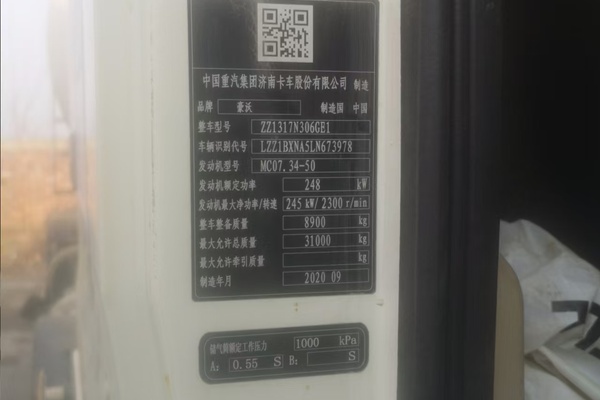 中国重汽集团济南卡车股份有限公司 制造
品牌 豪沃 制造国 中国
整车型号 ZZ1317N306GE1
车辆识别代号 LZZ1BXNA5LN673978
发动机型号 MC07.34-50
发动机额定功率 248 kW
发动机最大净功率/转速 245 kW/ 2300 r/min
整车整备质量 8900 kg
最大允许总质量 31000 kg
最大允许牵引质量 kg
制造年月 2020 09
储气筒额定工作压力 1000 kPa
A: 0.55 S B: S